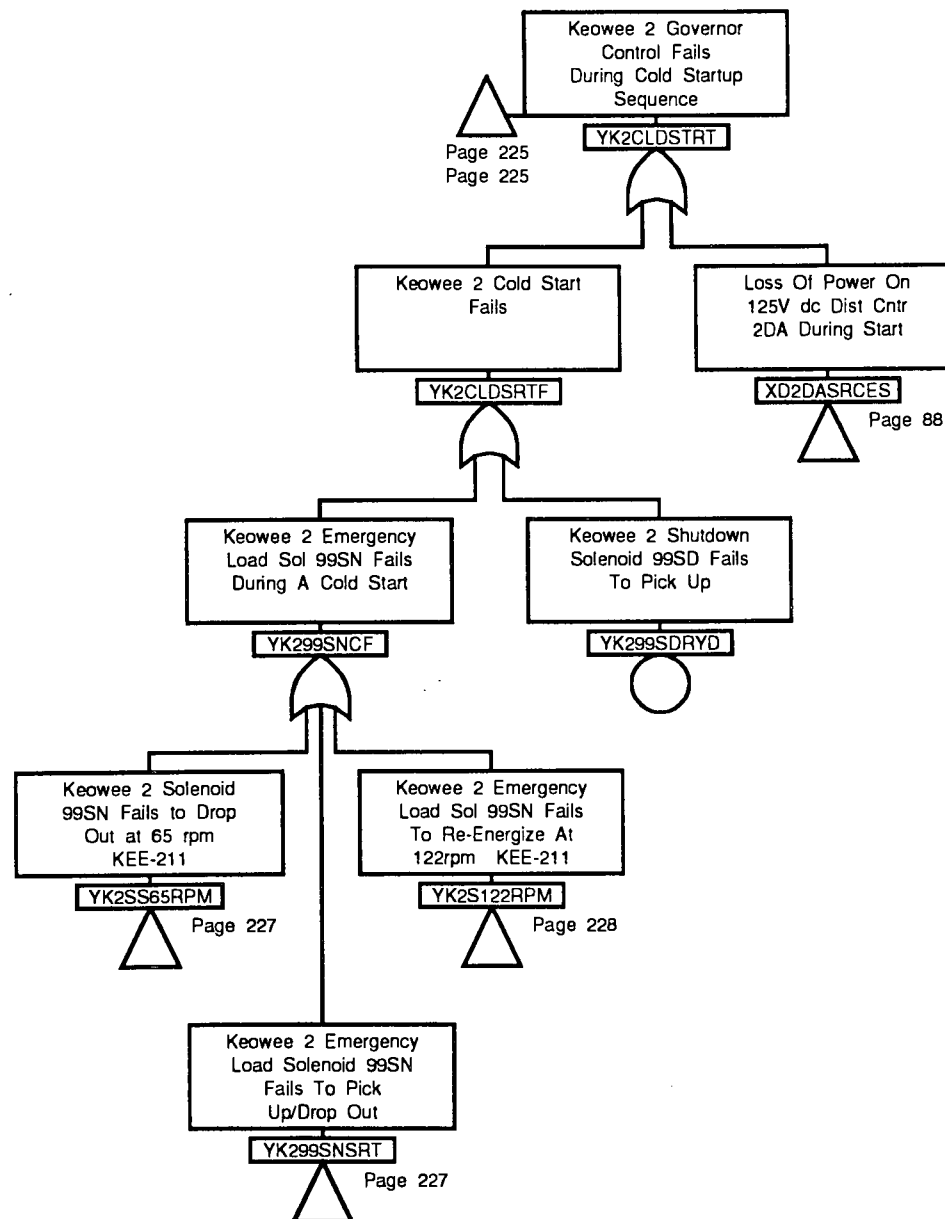 Keowee 2 Governor
Control Fails
During Cold Startup
Sequence
YK2CLDSTRT
Page 225
Page 225
Keowee 2 Cold Start
Fails
YK2CLDSRTF
Loss Of Power On
125V dc Dist Cntr
2DA During Start
XD2DASRCES
Page 88
Keowee 2 Emergency
Load Sol 99SN Fails
During A Cold Start
YK299SNCF
Keowee 2 Shutdown
Solenoid 99SD Fails
To Pick Up
YK299SDRYD
Keowee 2 Solenoid
99SN Fails to Drop
Out at 65 rpm
KEE-211
YK2SS65RPM
Page 227
Keowee 2 Emergency
Load Sol 99SN Fails
To Re-Energize At
122rpm KEE-211
YK2S122RPM
Page 228
Keowee 2 Emergency
Load Solenoid 99SN
Fails To Pick
Up/Drop Out
YK299SNSRT
Page 227